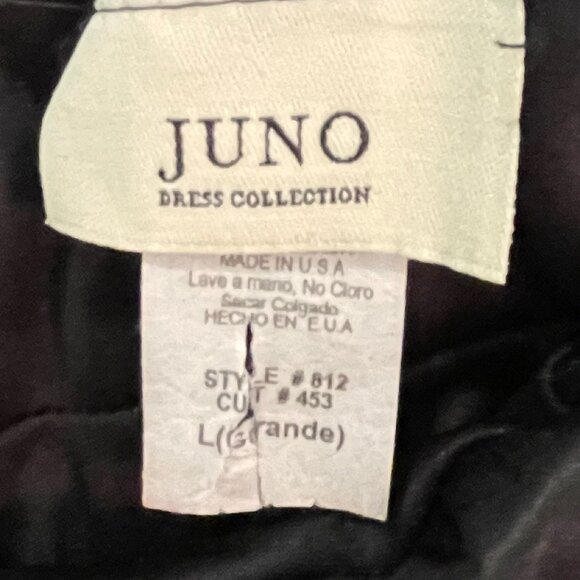 JUNO
DRESS COLLECTION
MADE IN U S A
Lave a mano, No Cloro
Secar Colgado
HECHO EN E.U.A
STYLE # 812
CUT # 453
L(Grande)